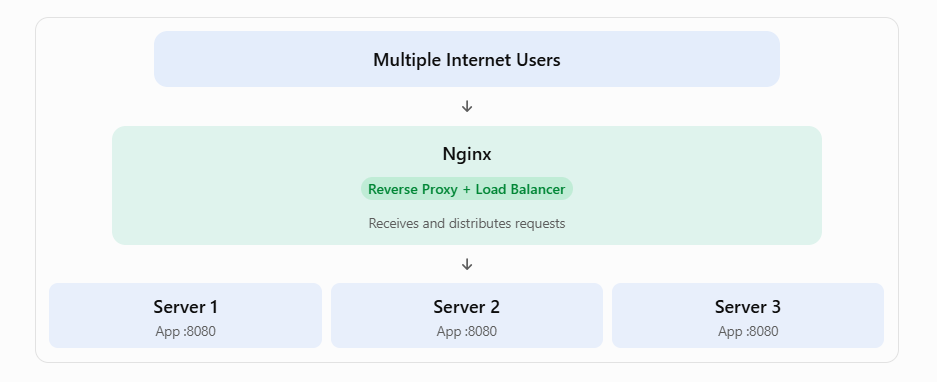 Multiple Internet Users
Nginx
Reverse Proxy + Load Balancer
Receives and distributes requests
Server 1
App :8080
Server 2
App :8080
Server 3
App :8080